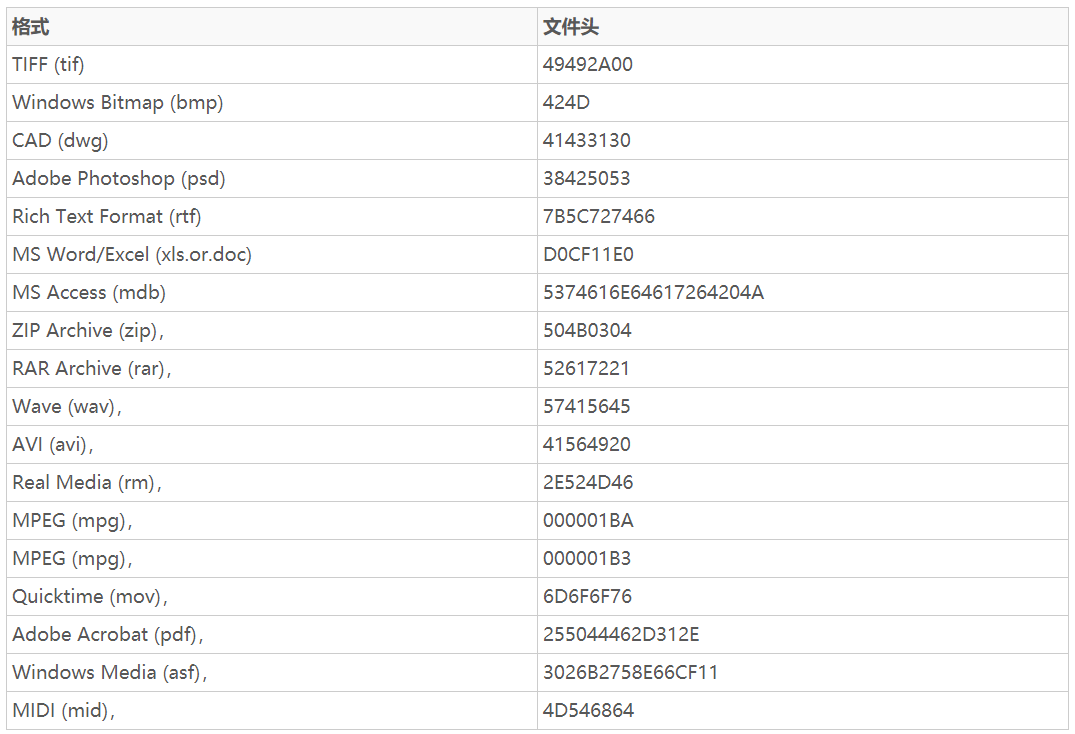 格式 文件头
TIFF (tif) 49492A00
Windows Bitmap (bmp) 424D
CAD (dwg) 41433130
Adobe Photoshop (psd) 38425053
Rich Text Format (rtf) 7B5C727466
MS Word/Excel (xls.or.doc) D0CF11E0
MS Access (mdb) 5374616E64617264204A
ZIP Archive (zip)， 504B0304
RAR Archive (rar)， 52617221
Wave (wav)， 57415645
AVI (avi)， 41564920
Real Media (rm)， 2E524D46
MPEG (mpg)， 000001BA
MPEG (mpg)， 000001B3
Quicktime (mov)， 6D6F6F76
Adobe Acrobat (pdf)， 255044462D312E
Windows Media (asf)， 3026B2758E66CF11
MIDI (mid)， 4D546864